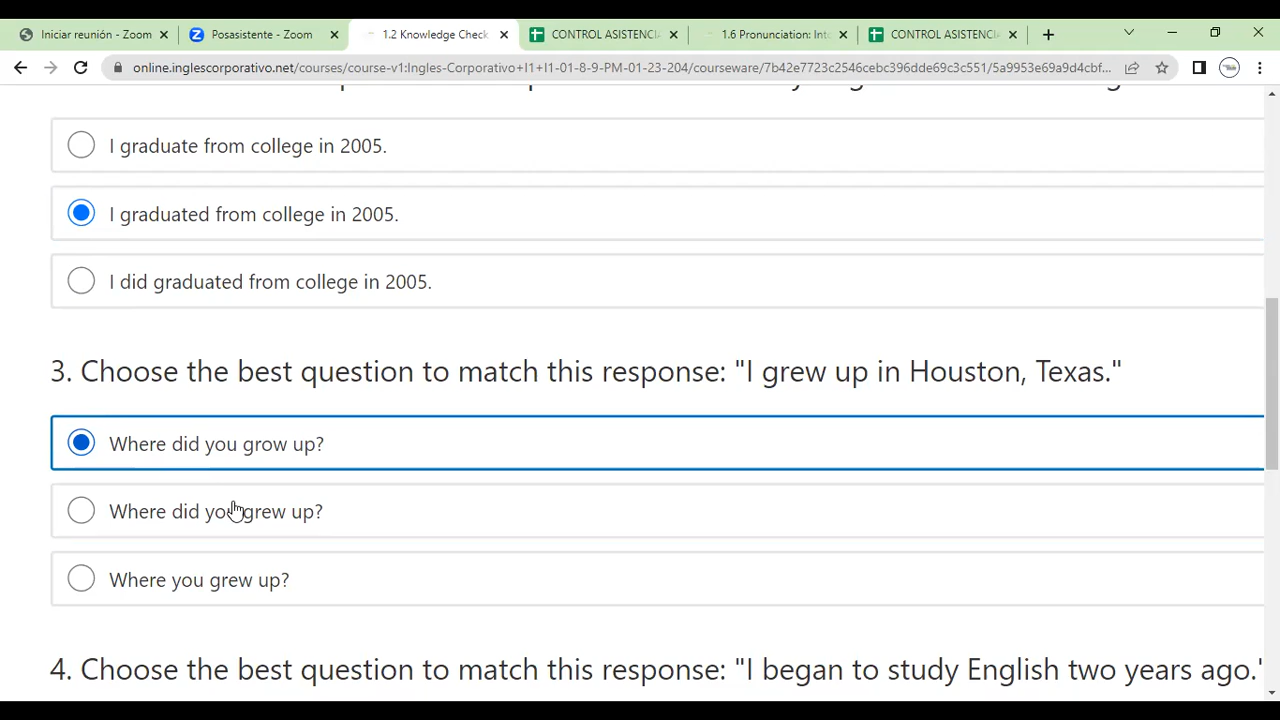 Iniciar reunión - Zoom
Posasistente - Zoom
1.2 Knowledge Check
CONTROL ASISTENCI
1.6 Pronunciation: Int
CONTROL ASISTENCI
online.inglescorporativo.net/courses/course-v1:Ingles-Corporativo+I1+I1-01-8-9-PM-01-23-204/courseware/7b42e7723c2546cebc396dde69c3c551/5a9953e69a9d4cbf...
I graduate from college in 2005.
I graduated from college in 2005.
I did graduated from college in 2005.
3. Choose the best question to match this response: "I grew up in Houston, Texas."
Where did you grow up?
Where did you grew up?
Where you grew up?
4. Choose the best question to match this response: "I began to study English two years ago."